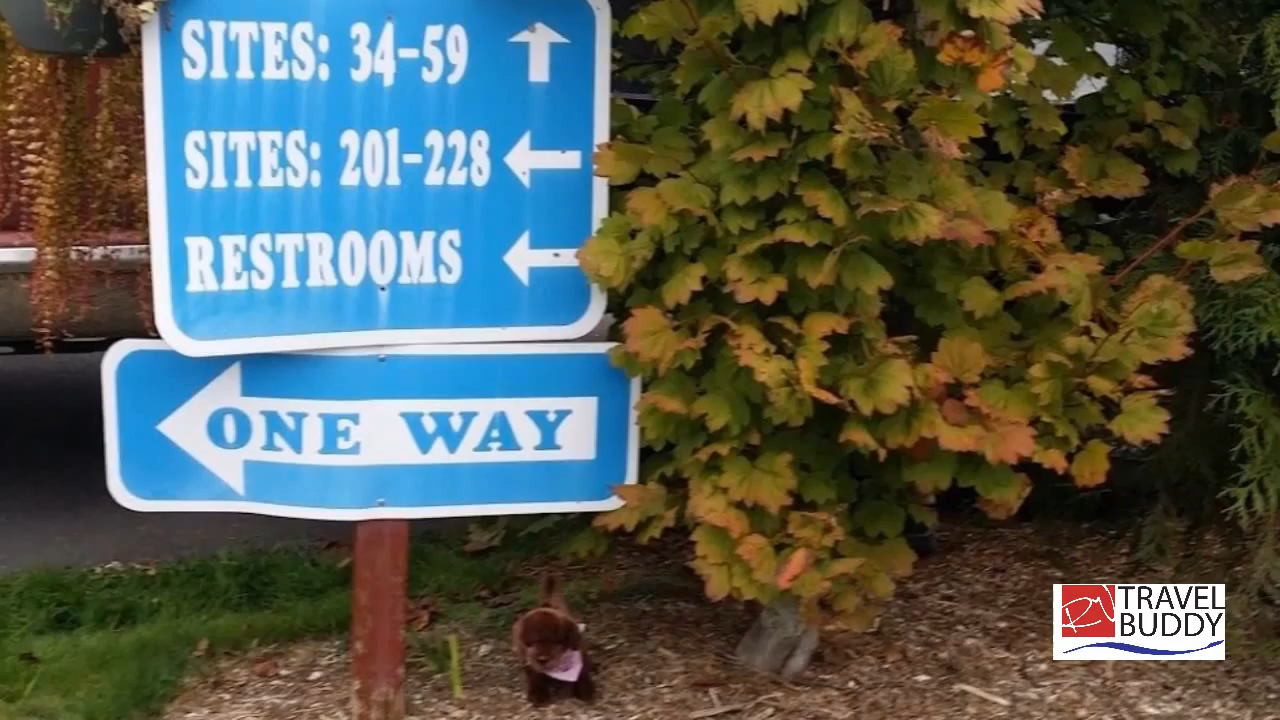 SITES: 34-59
SITES: 201-228
RESTROOMS
ONE WAY
TRAVEL
BUDDY